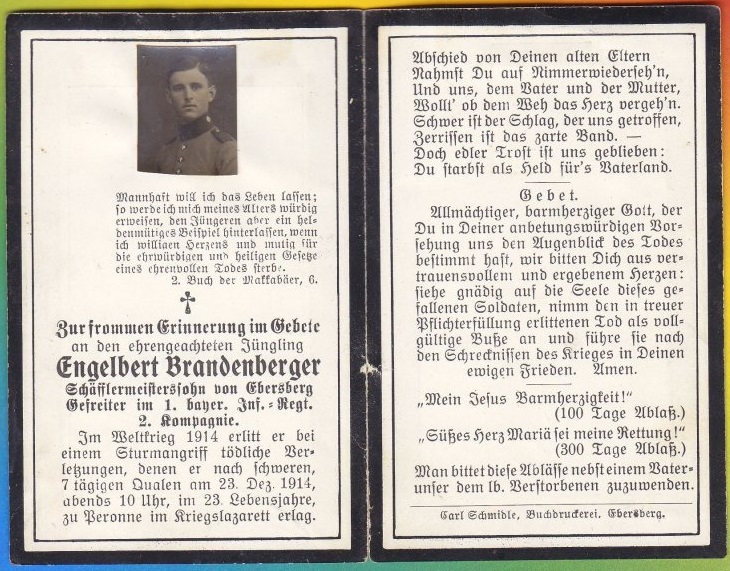 Mannhaft will ich das Leben lassen;
so werde ich mich meines Alters würdig
erweisen, den Jüngeren aber ein hel-
denmütiges Beispiel hinterlassen, wenn
ich willigen Herzens und mutig für
die ehrwürdigen und heiligen Gesetze
eines ehrenvollen Todes sterbe.
2. Buch der Makkabäer, 6.
Zur frommen Erinnerung im Gebete
an den ehrengeachteten Jüngling
Engelbert Brandenberger
Schäfflermeisterssohn von Ebersberg
Gefreiter im 1. bayer. Inf.-Regt.
2. Kompagnie.
Im Weltkrieg 1914 erlitt er bei
einem Sturmangriff tödliche Ver-
letzungen, denen er nach schweren,
7 tägigen Qualen am 23. Dez. 1914,
abends 10 Uhr, im 23. Lebensjahre,
zu Peronne im Kriegslazarett erlag.
Abschied von Deinen alten Eltern
Nahmst Du auf Nimmerwiederseh'n,
Und uns, dem Vater und der Mutter,
Wollt' ob dem Weh das Herz vergeh'n.
Schwer ist der Schlag, der uns getroffen,
Zerrissen ist das zarte Band. —
Doch edler Trost ist uns geblieben:
Du starbst als Held für's Vaterland.
Gebet.
Allmächtiger, barmherziger Gott, der
Du in Deiner anbetungswürdigen Vor-
sehung uns den Augenblick des Todes
bestimmt hast, wir bitten Dich aus ver-
trauensvollem und ergebenem Herzen:
siehe gnädig auf die Seele dieses ge-
fallenen Soldaten, nimm den in treuer
Pflichterfüllung erlittenen Tod als voll-
gültige Buße an und führe sie nach
den Schrecknissen des Krieges in Deinen
ewigen Frieden. Amen.
„Mein Jesus Barmherzigkeit!"
(100 Tage Ablaß.)
„Süßes Herz Mariä sei meine Rettung!"
(300 Tage Ablaß.)
Man bittet diese Ablässe nebst einem Vater-
unser dem lb. Verstorbenen zuzuwenden.
Carl Schmidle, Buchdruckerei. Ebersberg.